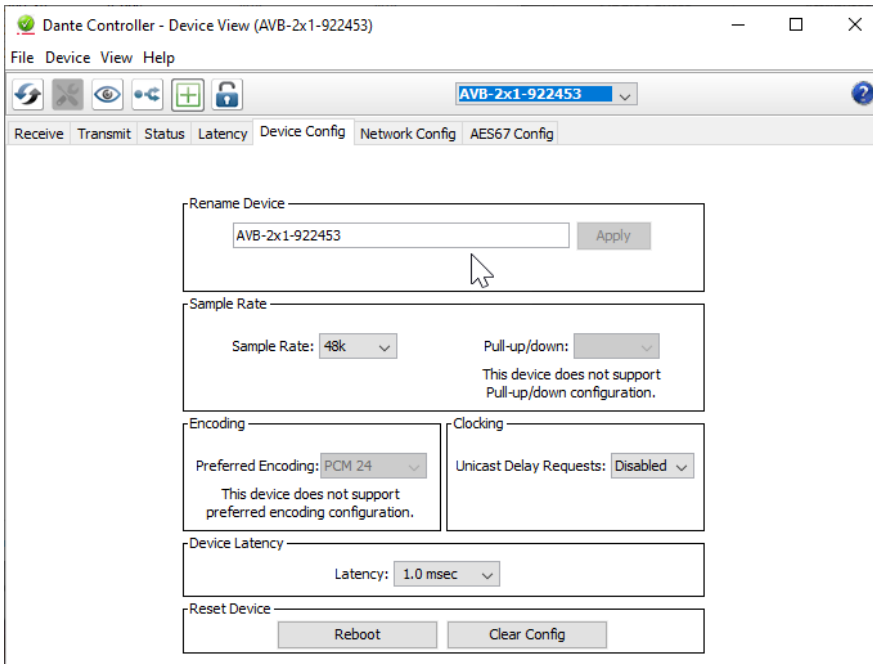 Dante Controller - Device View (AVB-2x1-922453)
File Device View Help
AVB-2x1-922453
?
Receive Transmit Status Latency Device Config Network Config AES67 Config
Rename Device
AVB-2x1-922453 Apply
Sample Rate
Sample Rate: 48k Pull-up/down:
This device does not support
Pull-up/down configuration.
Encoding Clocking
Preferred Encoding: PCM 24 Unicast Delay Requests: Disabled
This device does not support
preferred encoding configuration.
Device Latency
Latency: 1.0 msec
Reset Device
Reboot Clear Config